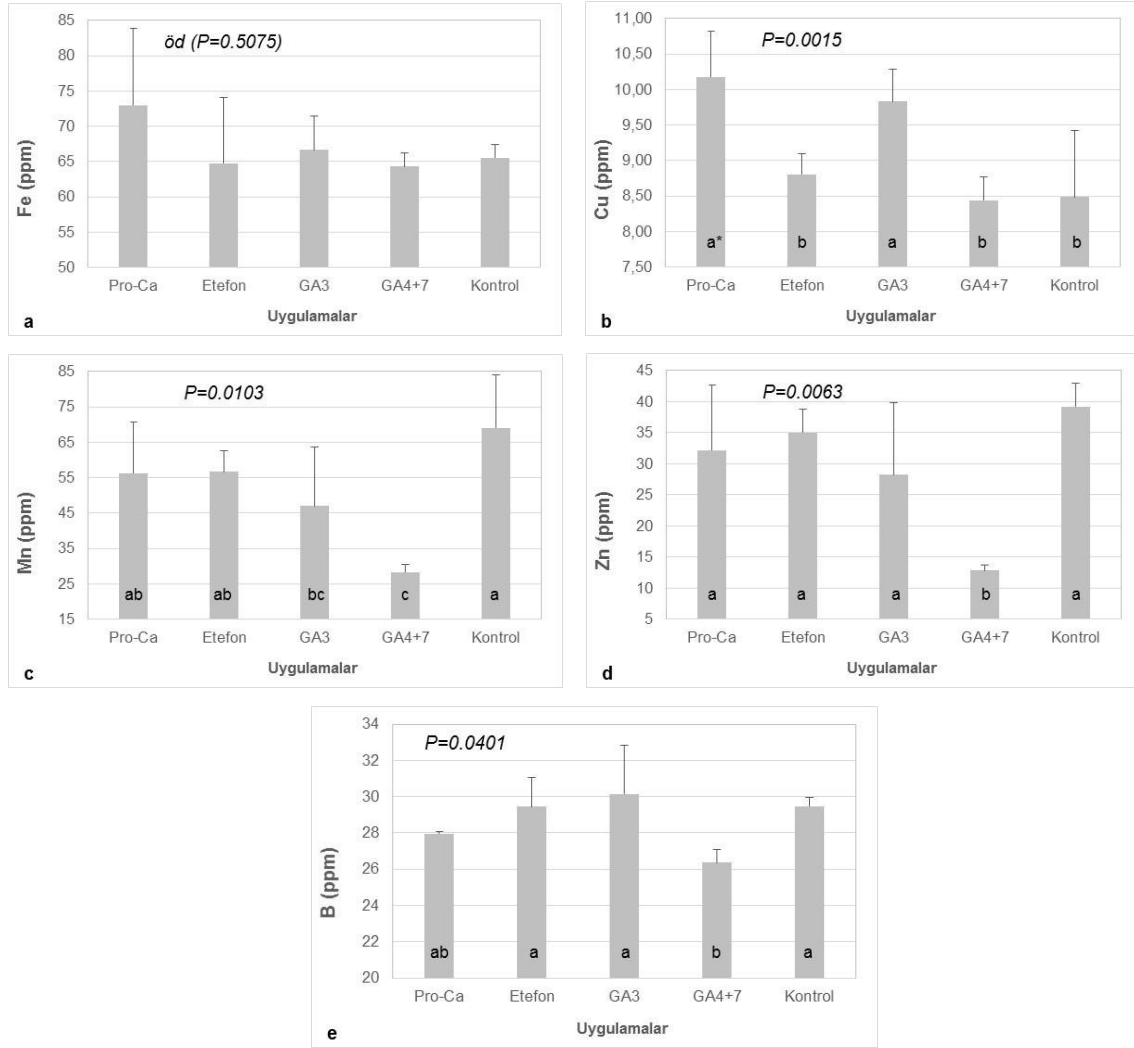 85
80
75
70
65
60
55
50
Fe (ppm)
öd (P=0.5075)
Pro-Ca Etefon GA3 GA4+7 Kontrol
Uygulamalar
a
11,00
10,50
10,00
9,50
9,00
8,50
8,00
7,50
Cu (ppm)
P=0.0015
a* b a b b
Pro-Ca Etefon GA3 GA4+7 Kontrol
Uygulamalar
b
85
75
65
55
45
35
25
15
Mn (ppm)
P=0.0103
ab ab bc c a
Pro-Ca Etefon GA3 GA4+7 Kontrol
Uygulamalar
c
45
40
35
30
25
20
15
10
5
Zn (ppm)
P=0.0063
a a a b a
Pro-Ca Etefon GA3 GA4+7 Kontrol
Uygulamalar
d
34
32
30
28
26
24
22
20
B (ppm)
P=0.0401
ab a a b a
Pro-Ca Etefon GA3 GA4+7 Kontrol
Uygulamalar
e